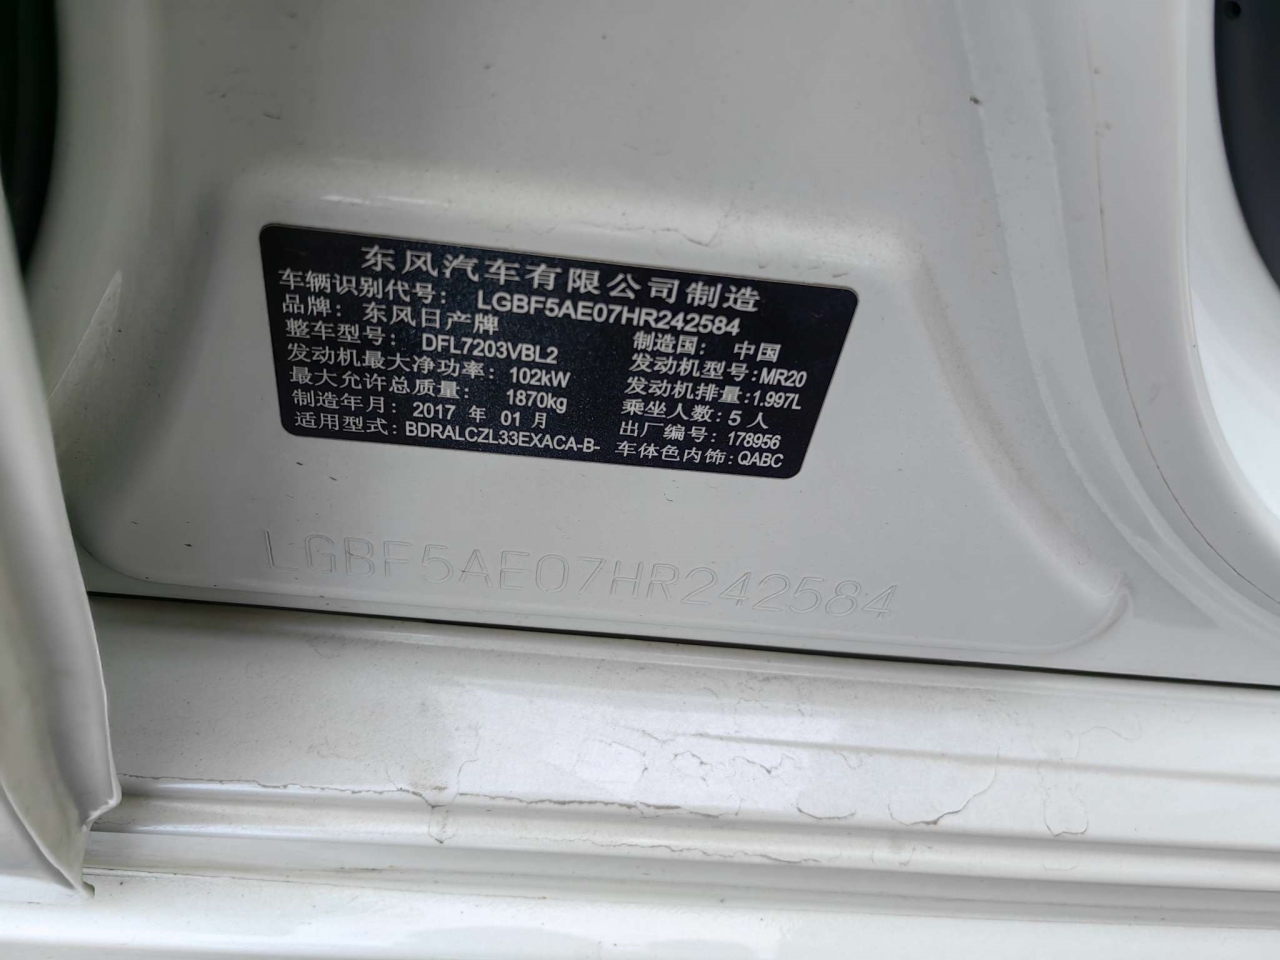 东风汽车有限公司制造
车辆识别代号: LGBF5AE07HR242584
品牌: 东风日产牌 制造国: 中国
整车型号: DFL7203VBL2 发动机型号:MR20
发动机最大净功率: 102kW 发动机排量:1.997L
最大允许总质量: 1870kg 乘坐人数:5人
制造年月: 2017 年 01 月 出厂编号: 178956
适用型式: BDRALCZL33EXACA-B- 车体色内饰:QABC
LGBF5AE07HR242584